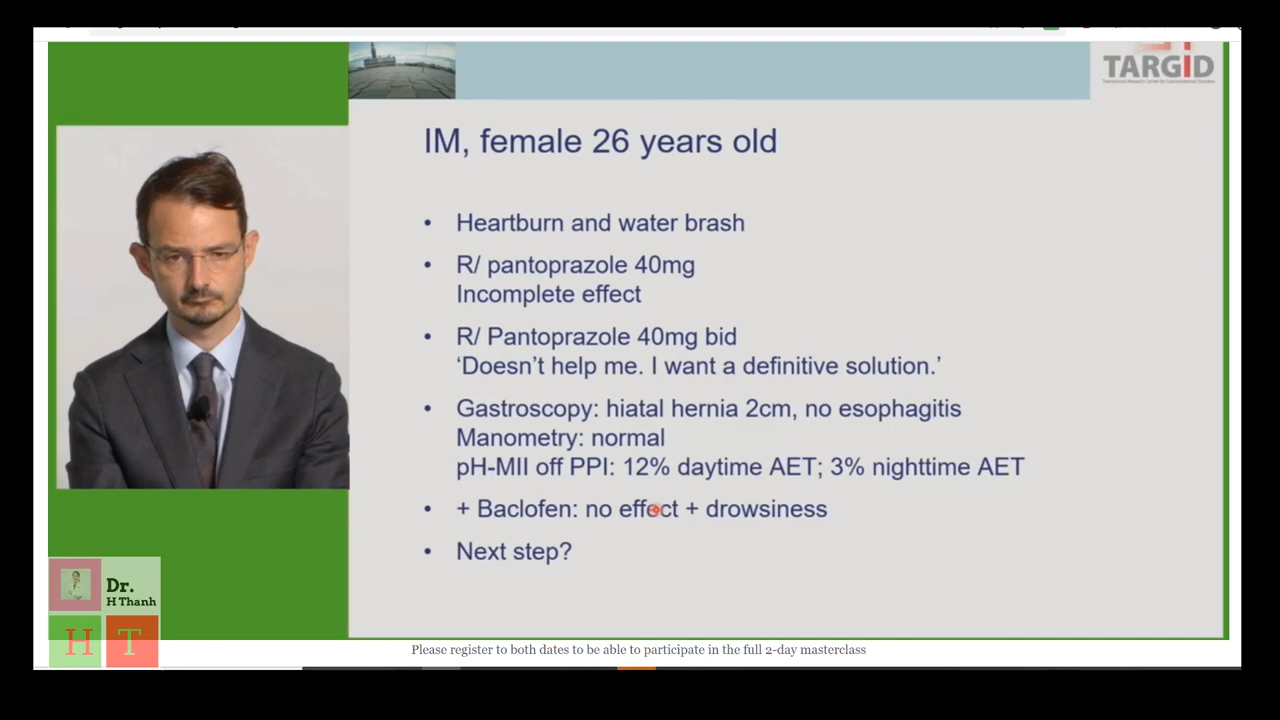 TARGiD
IM, female 26 years old
• Heartburn and water brash
• R/ pantoprazole 40mg
Incomplete effect
• R/ Pantoprazole 40mg bid
‘Doesn’t help me. I want a definitive solution.’
• Gastroscopy: hiatal hernia 2cm, no esophagitis
Manometry: normal
pH-MII off PPI: 12% daytime AET; 3% nighttime AET
• + Baclofen: no effect + drowsiness
• Next step?
Dr.
H Thanh
H T
Please register to both dates to be able to participate in the full 2-day masterclass